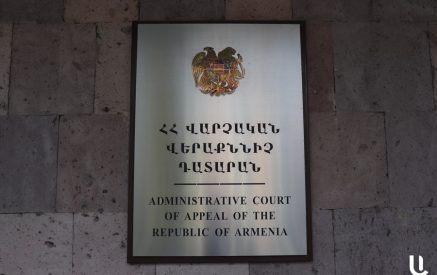 ՀՀ ՎԱՐՉԱԿԱՆ
ՎԵՐԱՔՆՆԻՉ
ԴԱՏԱՐԱՆ
ADMINISTRATIVE COURT
OF APPEAL OF THE
REPUBLIC OF ARMENIA